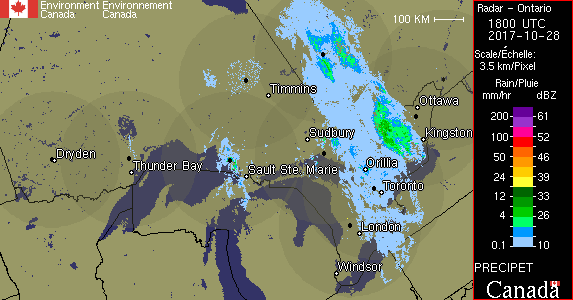 Environment Environnement
Canada Canada
100 KM
Timmins
Ottawa
Sudbury
Kingston
Dryden
Thunder Bay
Sault Ste. Marie
Orillia
Toronto
London
Windsor
Radar - Ontario
1800 UTC
2017-10-28
Scale/Échelle:
3.5 km/Pixel
Rain/Pluie
mm/hr dBZ
200 61
100 52
50 46
24 39
12 33
4 26
0.1 10
PRECIPET
Canada